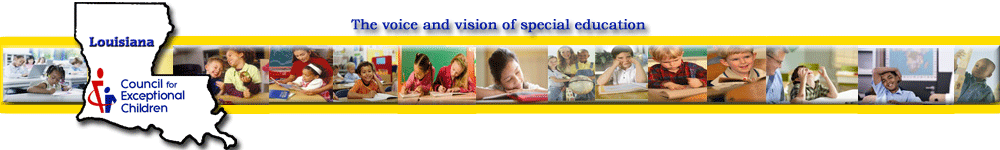 The voice and vision of special education
Louisiana
Council for
Exceptional
Children